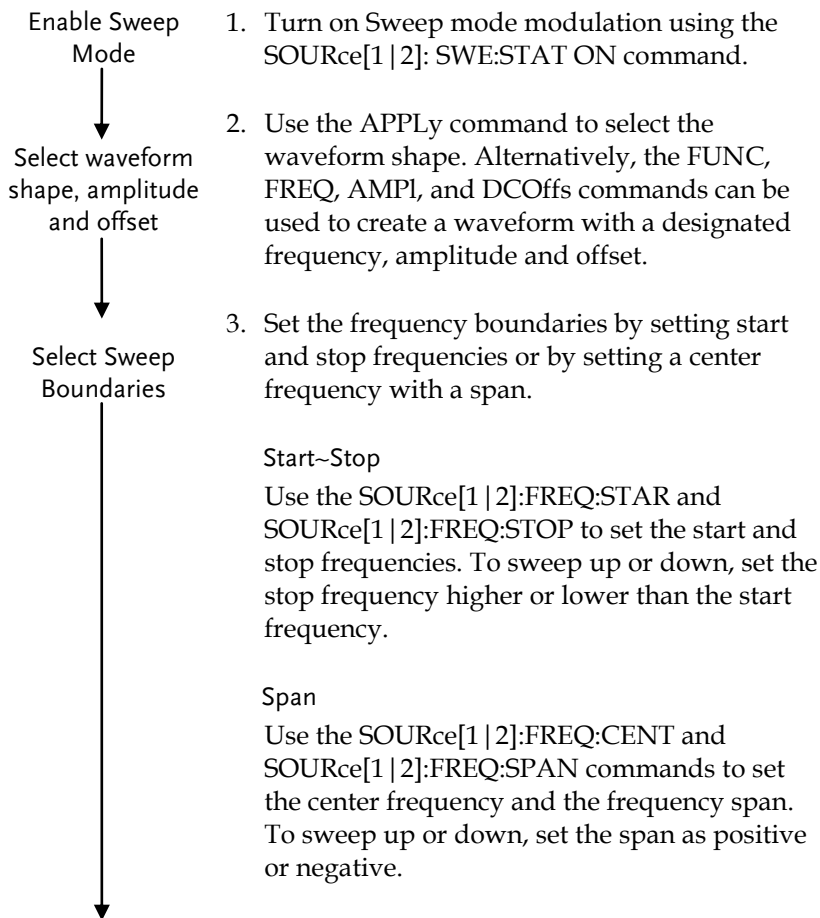 Enable Sweep
Mode
1. Turn on Sweep mode modulation using the
SOURce[1|2]: SWE:STAT ON command.
Select waveform
shape, amplitude
and offset
2. Use the APPLy command to select the
waveform shape. Alternatively, the FUNC,
FREQ, AMPl, and DCOffs commands can be
used to create a waveform with a designated
frequency, amplitude and offset.
Select Sweep
Boundaries
3. Set the frequency boundaries by setting start
and stop frequencies or by setting a center
frequency with a span.
Start~Stop
Use the SOURce[1|2]:FREQ:STAR and
SOURce[1|2]:FREQ:STOP to set the start and
stop frequencies. To sweep up or down, set the
stop frequency higher or lower than the start
frequency.
Span
Use the SOURce[1|2]:FREQ:CENT and
SOURce[1|2]:FREQ:SPAN commands to set
the center frequency and the frequency span.
To sweep up or down, set the span as positive
or negative.